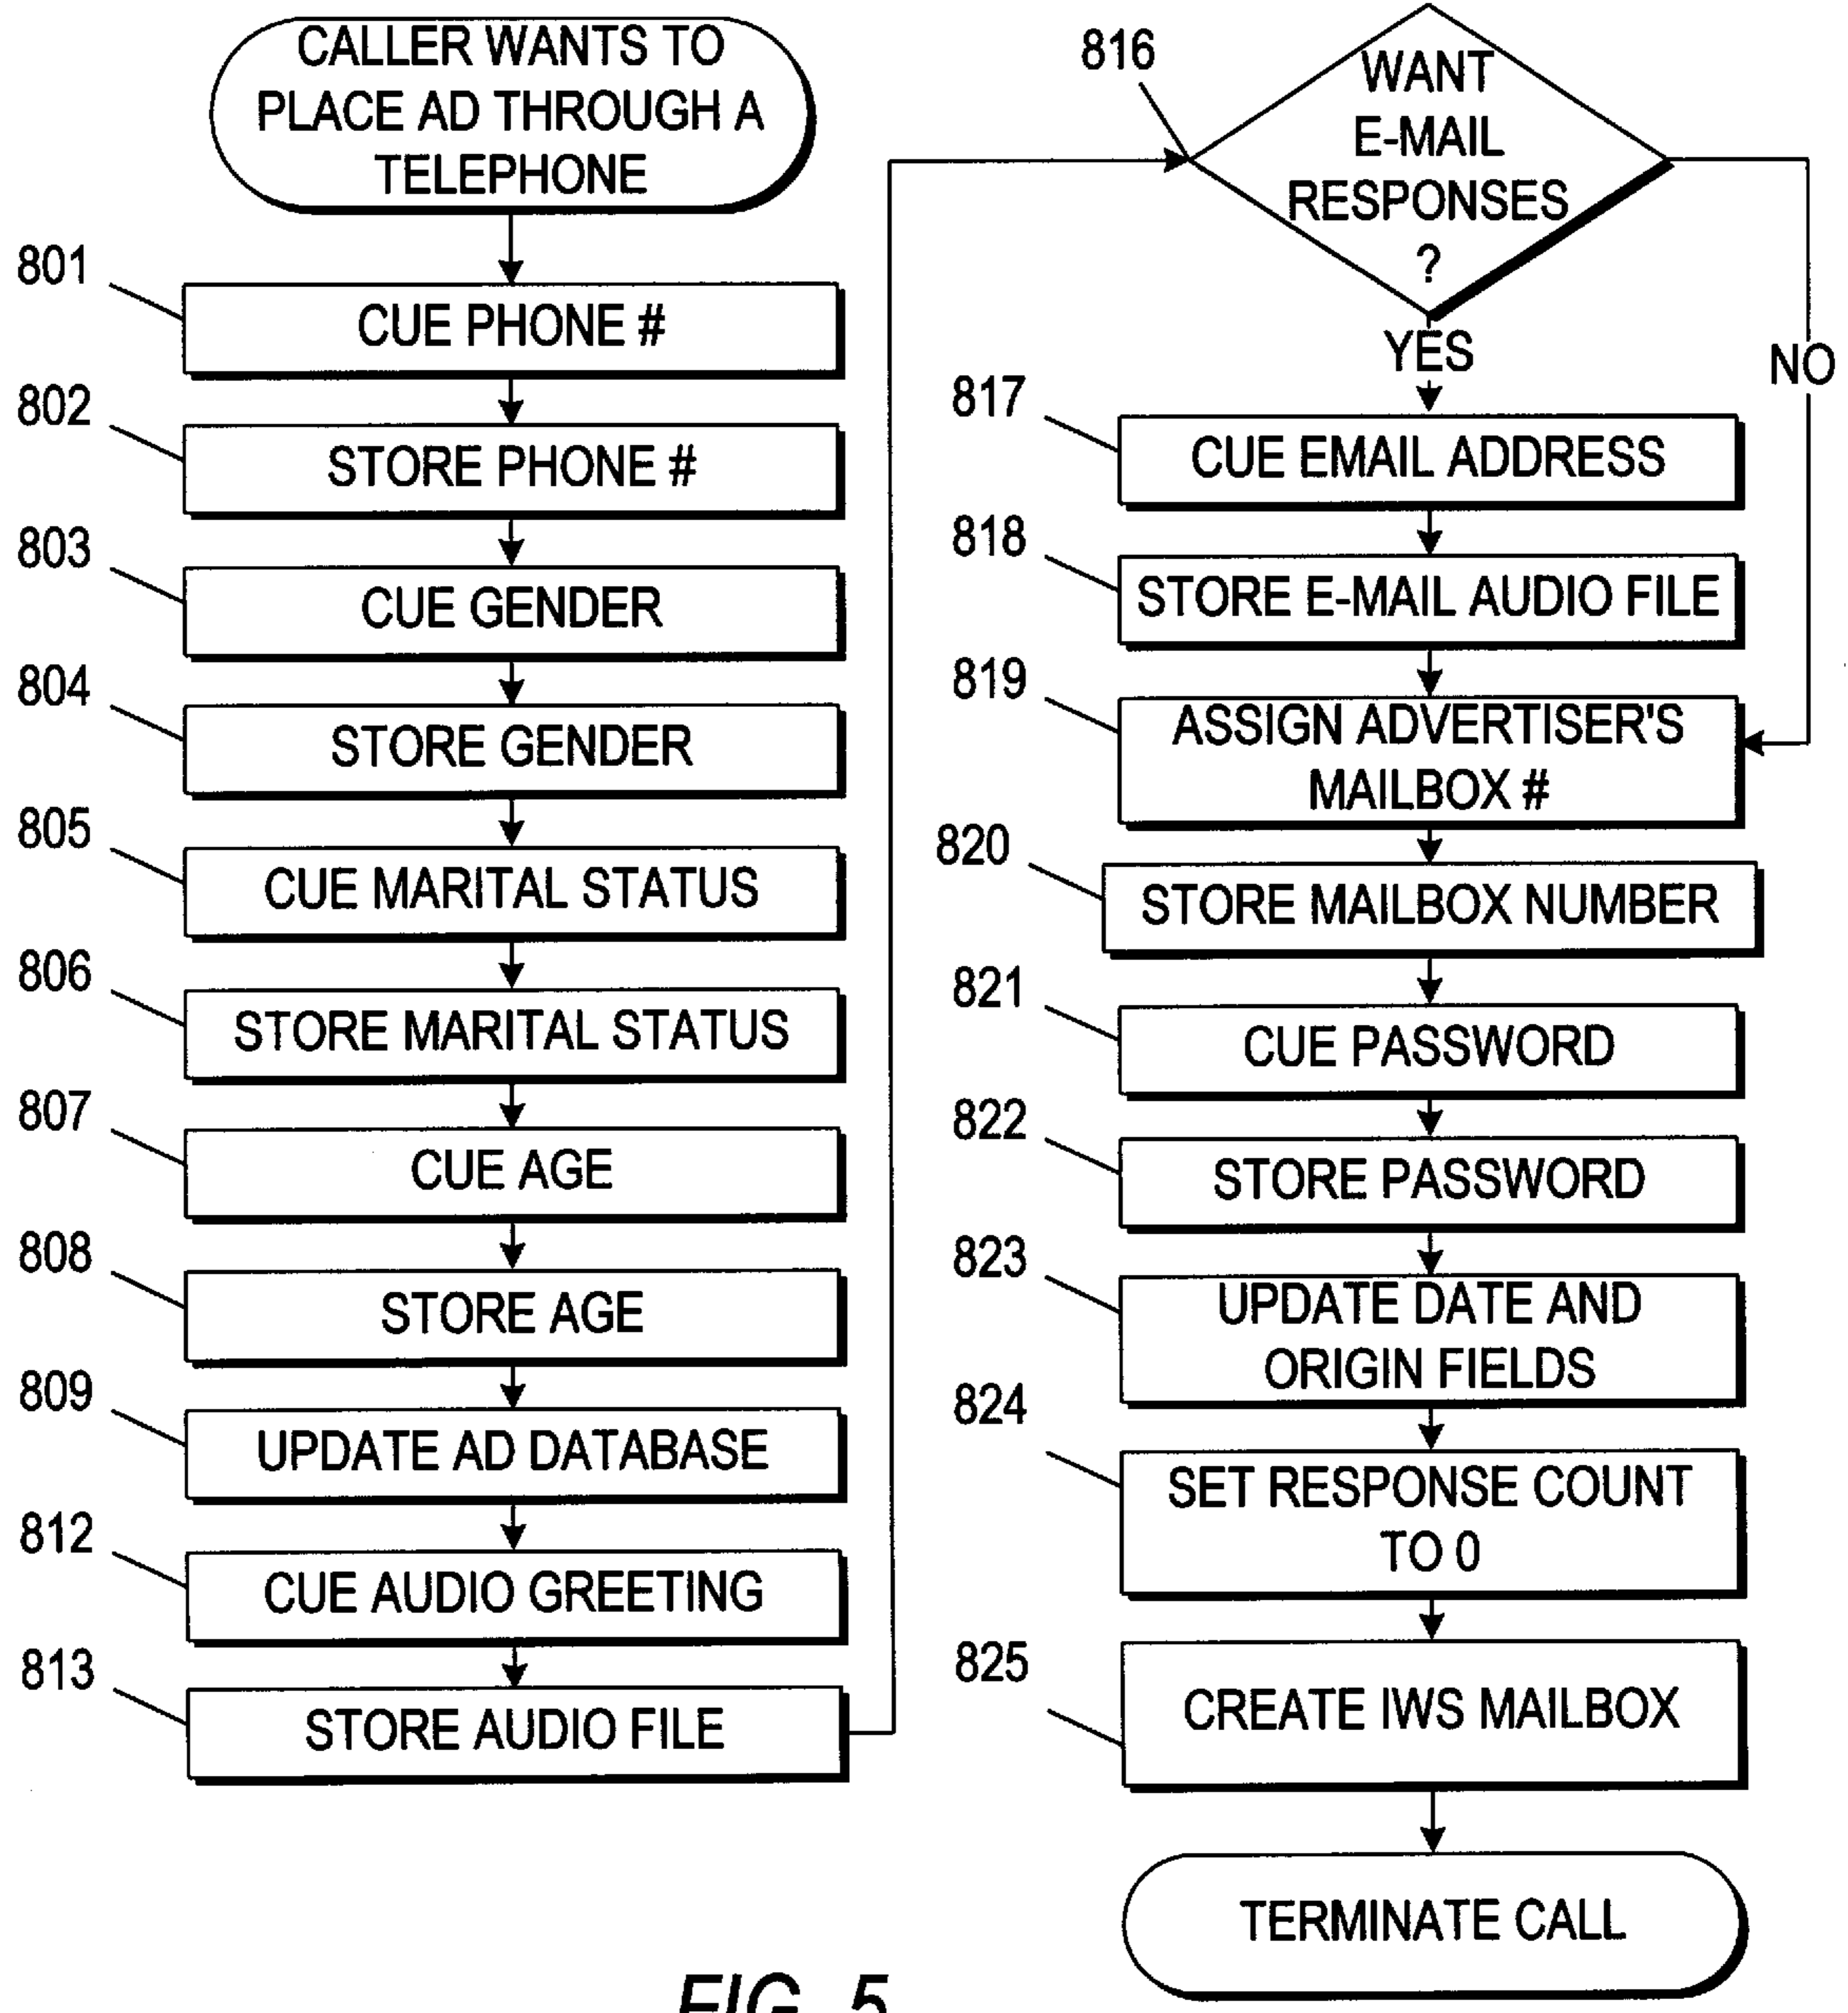 CALLER WANTS TO
PLACE AD THROUGH A
TELEPHONE
801
CUE PHONE #
802
STORE PHONE #
803
CUE GENDER
804
STORE GENDER
805
CUE MARITAL STATUS
806
STORE MARITAL STATUS
807
CUE AGE
808
STORE AGE
809
UPDATE AD DATABASE
812
CUE AUDIO GREETING
813
STORE AUDIO FILE
816
WANT
E-MAIL
RESPONSES
?
YES
NO
817
CUE EMAIL ADDRESS
818
STORE E-MAIL AUDIO FILE
819
ASSIGN ADVERTISER'S
MAILBOX #
820
STORE MAILBOX NUMBER
821
CUE PASSWORD
822
STORE PASSWORD
823
UPDATE DATE AND
ORIGIN FIELDS
824
SET RESPONSE COUNT
TO 0
825
CREATE IWS MAILBOX
TERMINATE CALL
FIG. 5